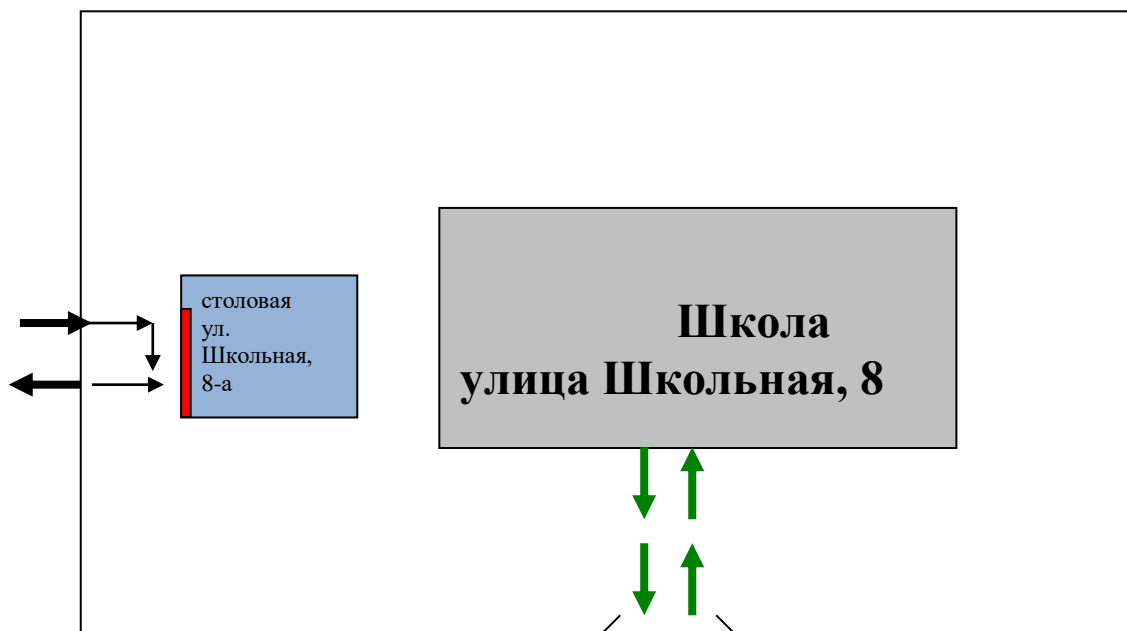 столовая
ул.
Школьная,
8-а
Школа
улица Школьная, 8